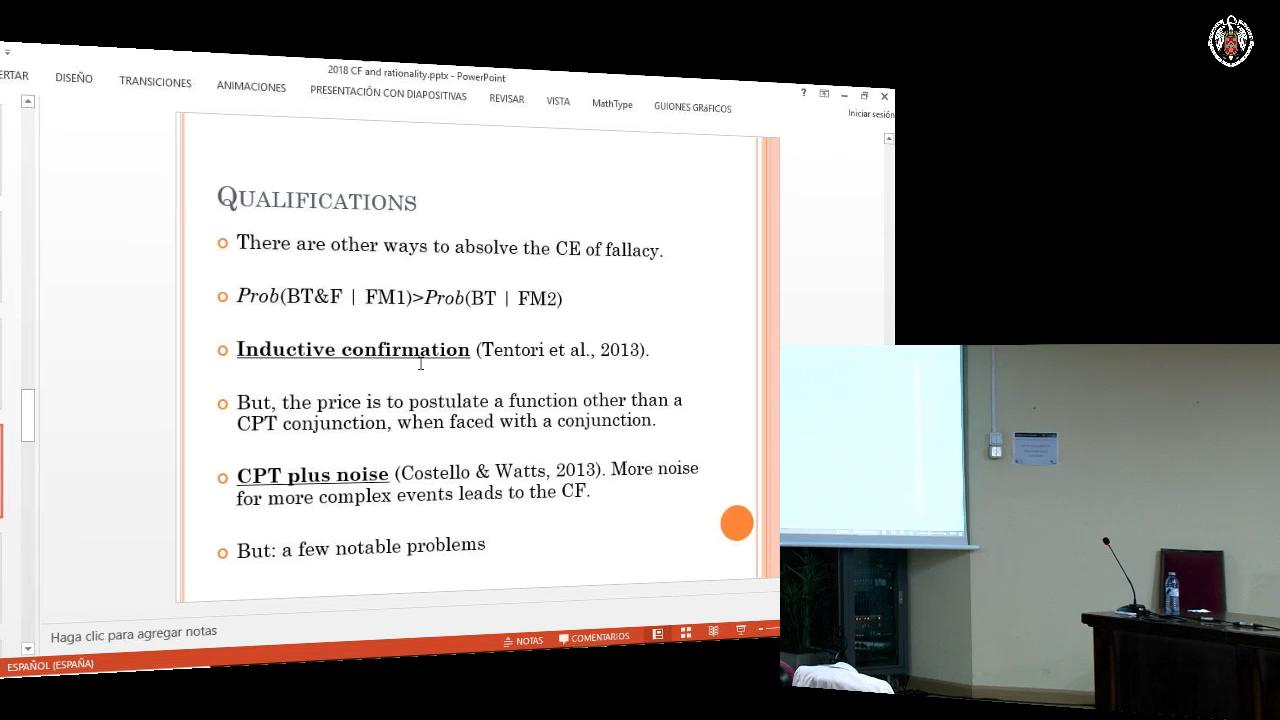 2018 CF and rationality.pptx - PowerPoint
ERTAR DISEÑO TRANSICIONES ANIMACIONES PRESENTACIÓN CON DIAPOSITIVAS REVISAR VISTA MathType GUIONES GRáFICOS
Iniciar sesión
QUALIFICATIONS
There are other ways to absolve the CE of fallacy.
Prob(BT&F | FM1)>Prob(BT | FM2)
Inductive confirmation (Tentori et al., 2013).
But, the price is to postulate a function other than a
CPT conjunction, when faced with a conjunction.
CPT plus noise (Costello & Watts, 2013). More noise
for more complex events leads to the CF.
But: a few notable problems
Haga clic para agregar notas
NOTAS COMENTARIOS
ESPAÑOL (ESPAÑA)